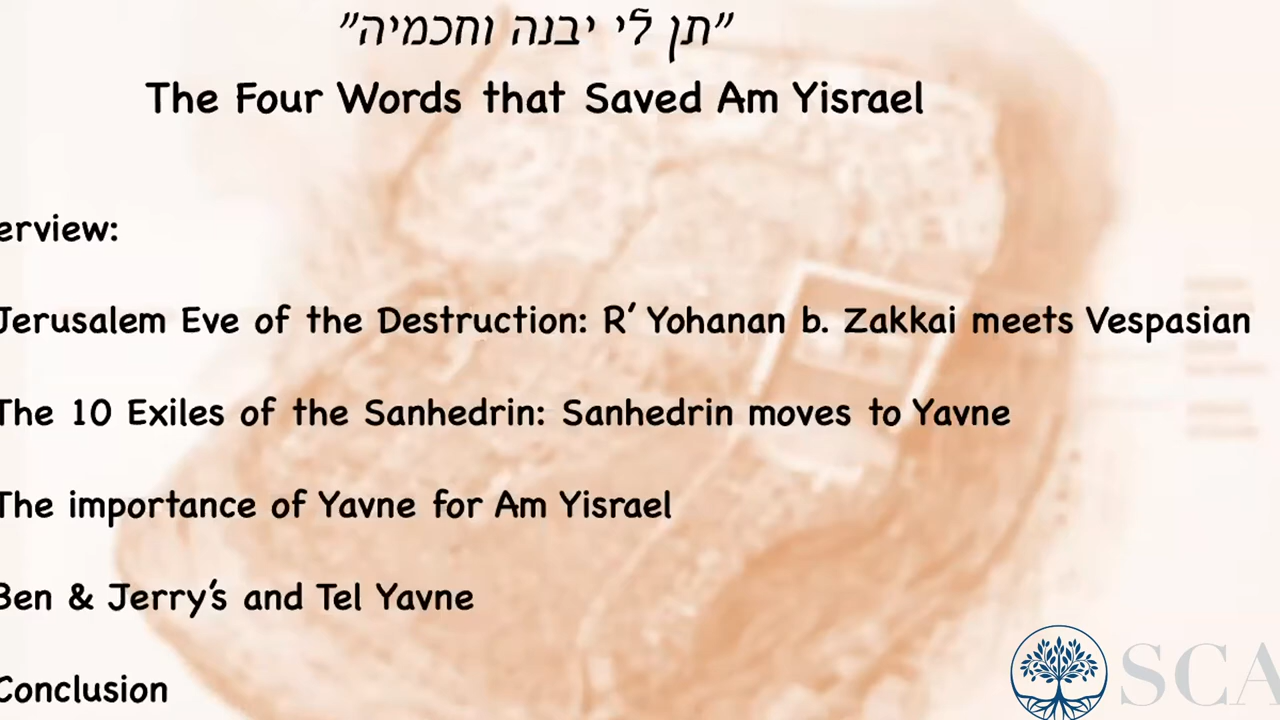 "תן לי יבנה וחכמיה"
The Four Words that Saved Am Yisrael
erview:
Jerusalem Eve of the Destruction: R' Yohanan b. Zakkai meets Vespasian
The 10 Exiles of the Sanhedrin: Sanhedrin moves to Yavne
The importance of Yavne for Am Yisrael
Ben & Jerry's and Tel Yavne
Conclusion
SCA